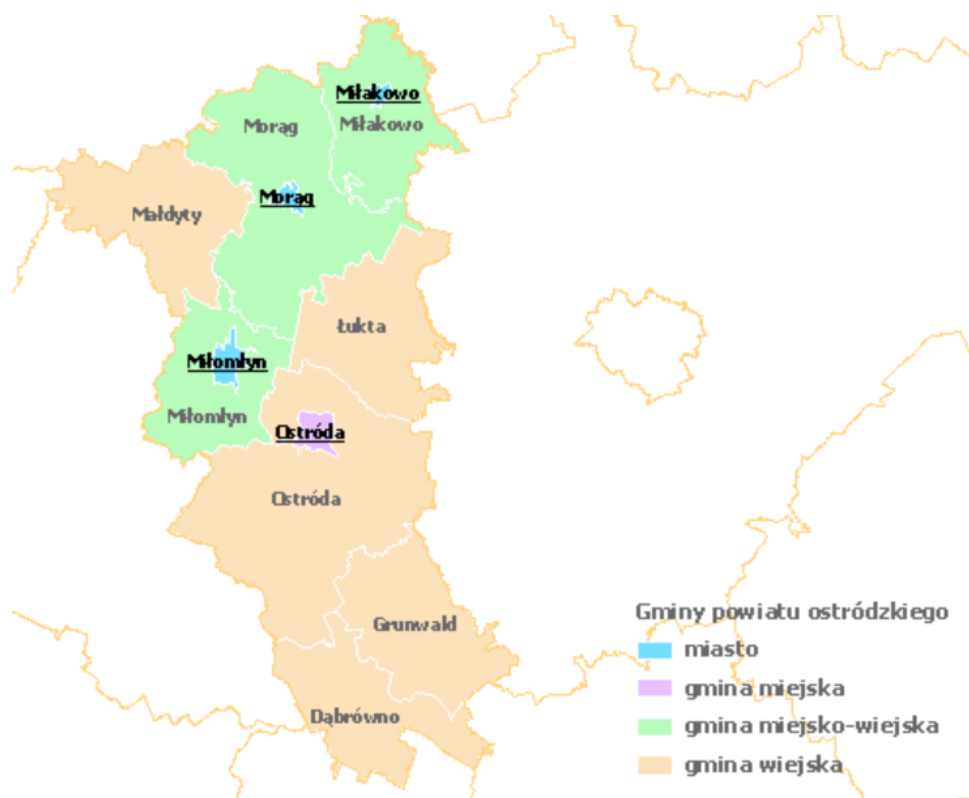 Miłakowo
Miłakowo
Morąg
Morąg
Małdyty
Łukta
Miłomłyn
Miłomłyn
Ostróda
Ostróda
Grunwald
Dąbrówno
Gminy powiatu ostródzkiego
miasto
gmina miejska
gmina miejsko-wiejska
gmina wiejska